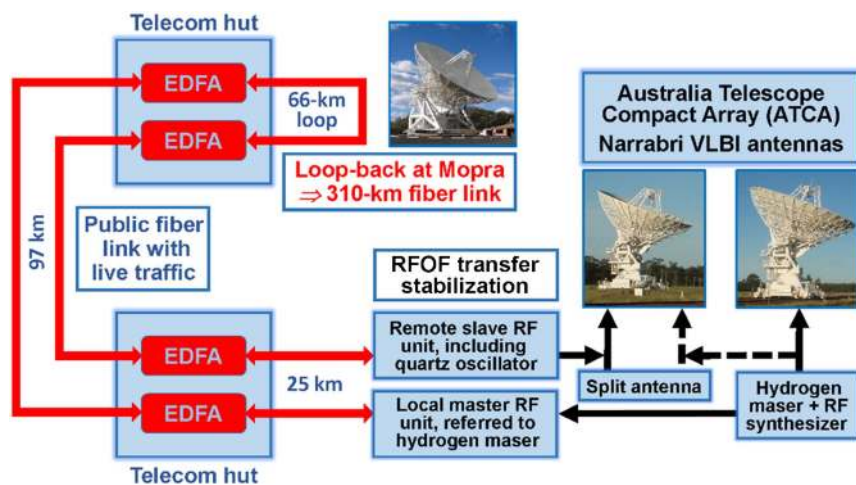 Telecom hut
EDFA
EDFA
66-km
loop
Loop-back at Mopra
⇒ 310-km fiber link
Australia Telescope
Compact Array (ATCA)
Narrabri VLBI antennas
97 km
Public fiber
link with
live traffic
RFOF transfer
stabilization
EDFA
EDFA
25 km
Remote slave RF
unit, including
quartz oscillator
Local master RF
unit, referred to
hydrogen maser
Split antenna
Hydrogen
maser + RF
synthesizer
Telecom hut